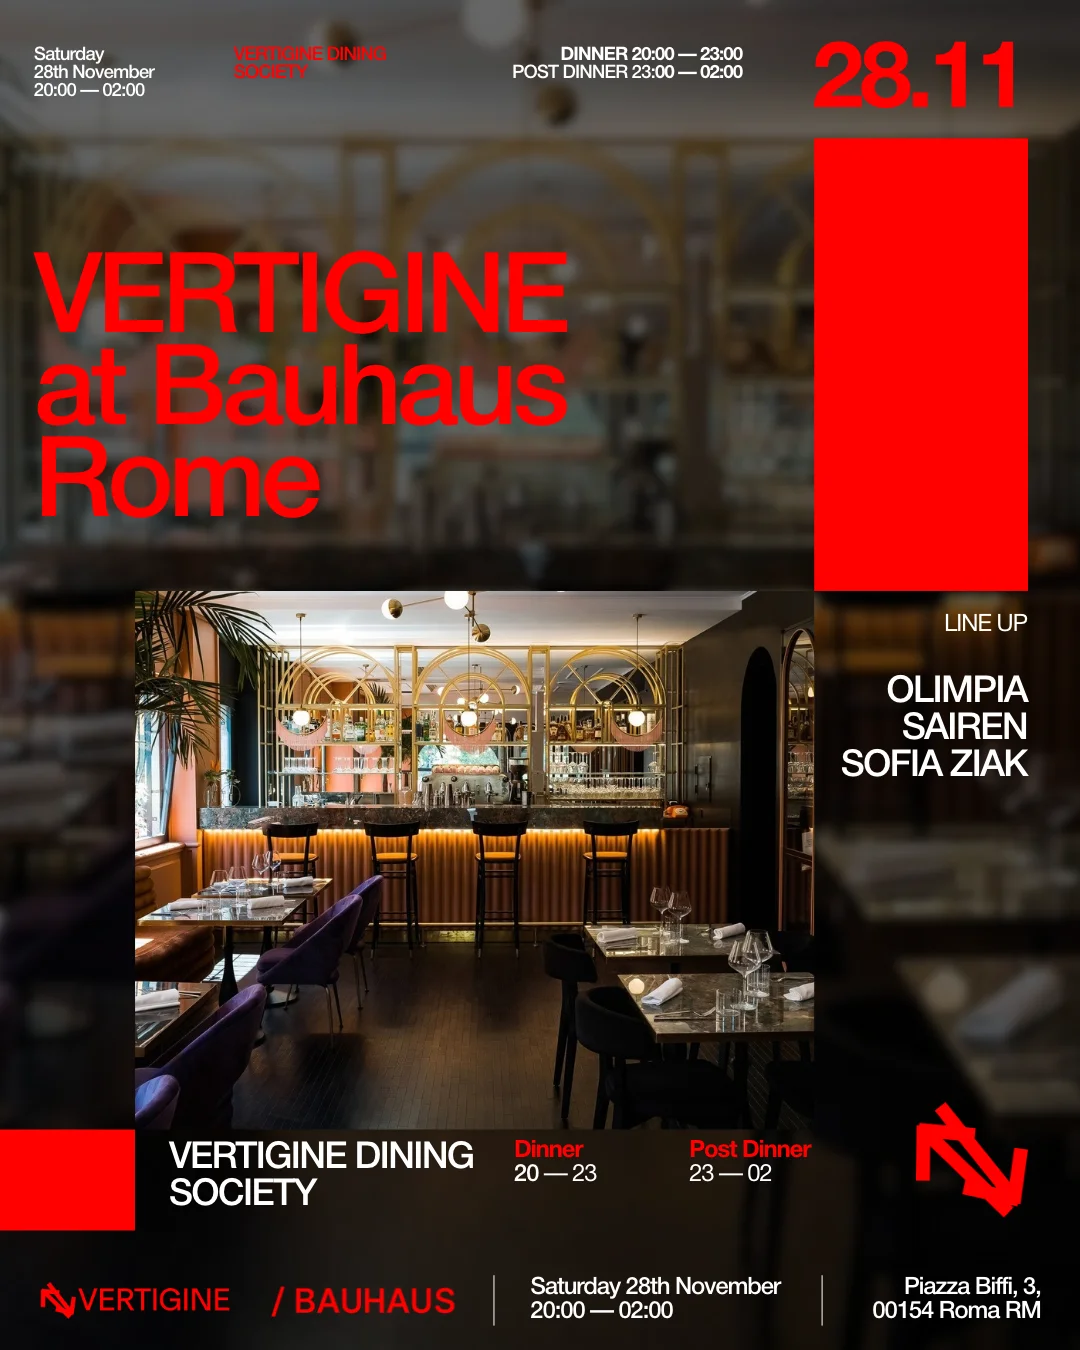 Saturday
28th November
20:00 — 02:00
VERTIGINE DINING
SOCIETY
DINNER 20:00 — 23:00
POST DINNER 23:00 — 02:00
28.11
VERTIGINE
at Bauhaus
Rome
LINE UP
OLIMPIA
SAIREN
SOFIA ZIAK
VERTIGINE DINING
SOCIETY
Dinner
20 — 23
Post Dinner
23 — 02
VERTIGINE
/ BAUHAUS
Saturday 28th November
20:00 — 02:00
Piazza Biffi, 3,
00154 Roma RM